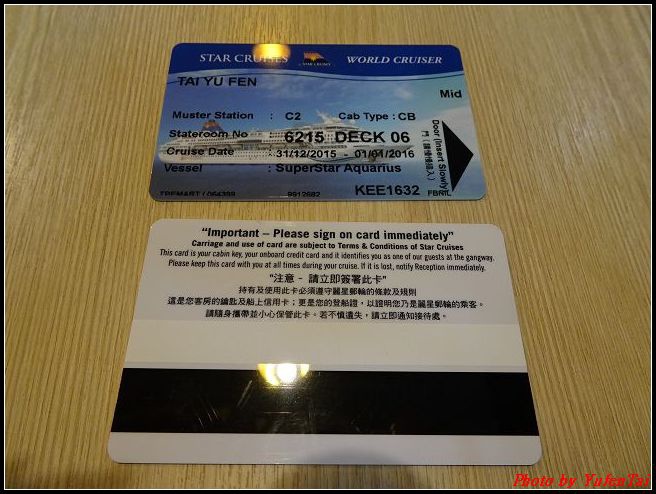 STAR CRUISES STAR CRUISES WORLD CRUISER
TAI YU FEN
Mid
Muster Station : C2 Cab Type : CB
Stateroom No : 6215 DECK 06
Cruise Date : 31/12/2015 - 01/01/2016
Vessel : SuperStar Aquarius
9912682 KEE1632 FBR1L
Door Insert Slowly
"Important – Please sign on card immediately"
Carriage and use of card are subject to Terms & Conditions of Star Cruises
This card is your cabin key, your onboard credit card and it identifies you as one of our guests at the gangway.
Please keep this card with you at all times during your cruise. If it is lost, notify Reception immediately.
"注意 - 請立即簽署此卡"
持有及使用此卡必須遵守麗星郵輪的條款及規則
這是您客房的鑰匙及船上信用卡；更是您的登船證，以證明您乃是麗星郵輪的乘客。
請隨身攜帶並小心保管此卡。若不慎遺失，請立即通知接待處。
Photo by YufenTai